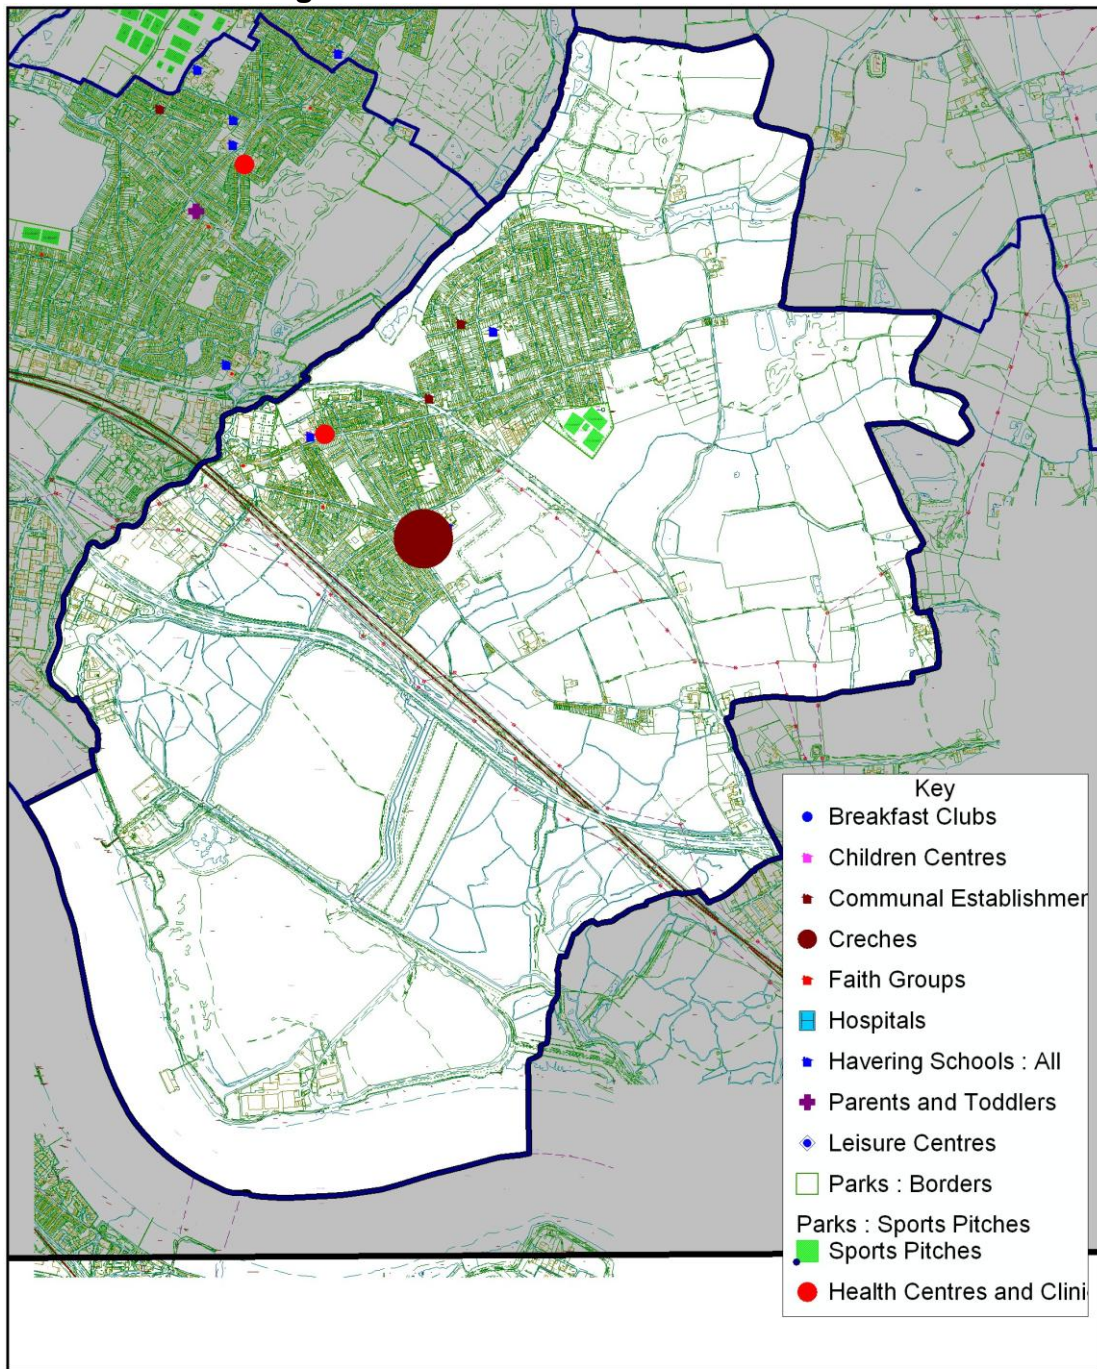 Key
Breakfast Clubs
Children Centres
Communal Establishmen
Creches
Faith Groups
Hospitals
Havering Schools : All
Parents and Toddlers
Leisure Centres
Parks : Borders
Parks : Sports Pitches
Sports Pitches
Health Centres and Clini